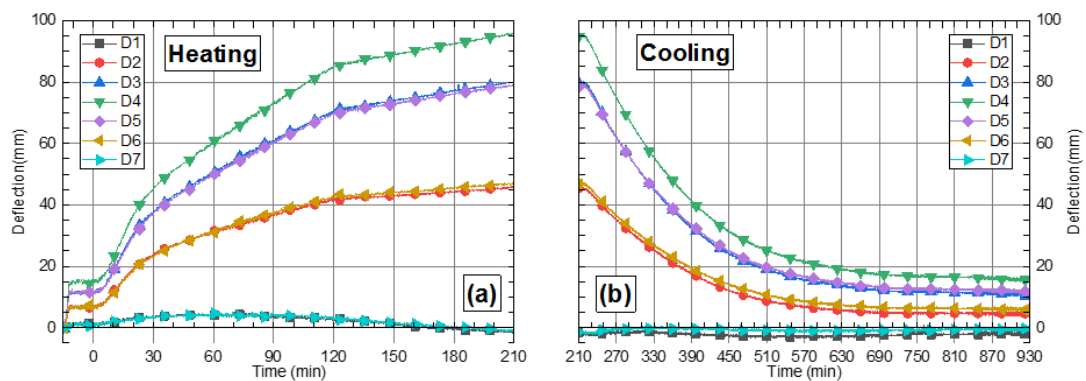 100
80
60
40
20
0
Deflection(mm)
D1
D2
D3
D4
D5
D6
D7
Heating
(a)
0 30 60 90 120 150 180 210
Time (min)
D1
D2
D3
D4
D5
D6
D7
Cooling
(b)
210 270 330 390 450 510 570 630 690 750 810 870 930
Time (min)
100
80
60
40
20
0
Deflection(mm)